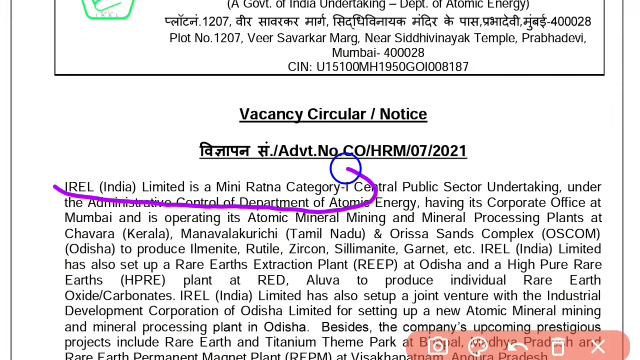 (A Govt. of India Undertaking – Dept. of Atomic Energy)
प्लॉटनं.1207, वीर सावरकर मार्ग, सिद्धिविनायक मंदिर के पास,प्रभादेवी,मुंबई-400028
Plot No.1207, Veer Savarkar Marg, Near Siddhivinayak Temple, Prabhadevi,
Mumbai- 400028
CIN: U15100MH1950GOI008187
Vacancy Circular / Notice
विज्ञापन सं./Advt.No.CO/HRM/07/2021
IREL (India) Limited is a Mini Ratna Category-I Central Public Sector Undertaking, under
the Administrative Control of Department of Atomic Energy, having its Corporate Office at
Mumbai and is operating its Atomic Mineral Mining and Mineral Processing Plants at
Chavara (Kerala), Manavalakurichi (Tamil Nadu) & Orissa Sands Complex (OSCOM)
(Odisha) to produce Ilmenite, Rutile, Zircon, Sillimanite, Garnet, etc. IREL (India) Limited
has also set up a Rare Earths Extraction Plant (REEP) at Odisha and a High Pure Rare
Earths (HPRE) plant at RED, Aluva to produce individual Rare Earth
Oxide/Carbonates. IREL (India) Limited has also setup a joint venture with the Industrial
Development Corporation of Odisha Limited for setting up a new Atomic Mineral mining
and mineral processing plant in Odisha. Besides, the company's upcoming prestigious
projects include Rare Earth and Titanium Theme Park at Bhopal, Madhya Pradesh and
Rare Earth Permanent Magnet Plant (REPM) at Visakhapatnam, Andhra Pradesh